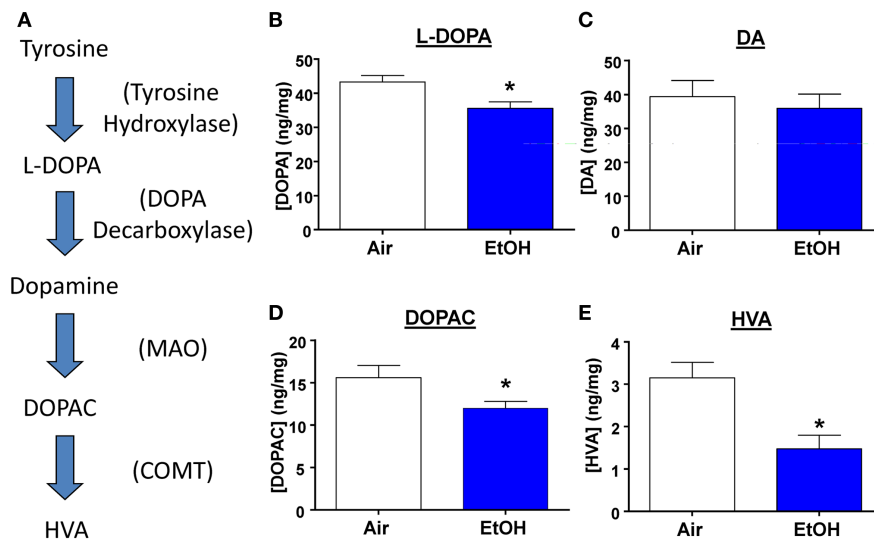 A
Tyrosine
(Tyrosine
Hydroxylase)
L-DOPA
(DOPA
Decarboxylase)
Dopamine
(MAO)
DOPAC
(COMT)
HVA
B
L-DOPA
[DOPA] (ng/mg)
50
40
30
20
10
0
*
Air
EtOH
C
DA
[DA] (ng/mg)
50
40
30
20
10
0
Air
EtOH
D
DOPAC
[DOPAC] (ng/mg)
20
15
10
5
0
*
Air
EtOH
E
HVA
[HVA] (ng/mg)
4
3
2
1
0
*
Air
EtOH